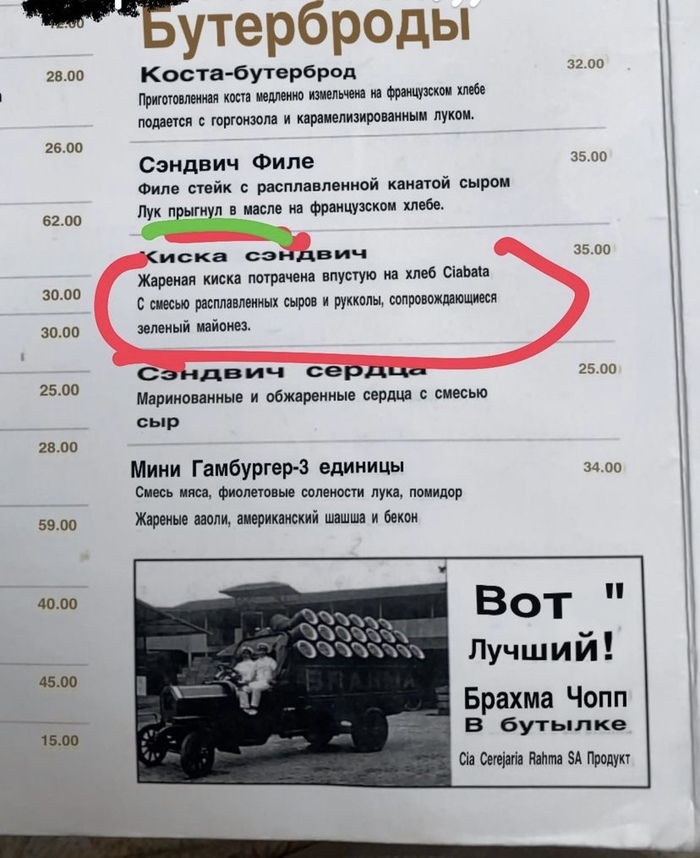 Бутерброды
28.00
26.00
62.00
30.00
30.00
25.00
28.00
59.00
40.00
45.00
15.00
Коста-бутерброд 32.00
Приготовленная коста медленно измельчена на французском хлебе
подается с горгонзола и карамелизированным луком.
Сэндвич Филе 35.00
Филе стейк с расплавленной канатой сыром
Лук прыгнул в масле на французском хлебе.
Киска сэндвич 35.00
Жареная киска потрачена впустую на хлеб Ciabata
С смесью расплавленных сыров и рукколы, сопровождающиеся
зеленый майонез.
Сэндвич сердца 25.00
Маринованные и обжаренные сердца с смесью
сыр
Мини Гамбургер-3 единицы 34.00
Смесь мяса, фиолетовые солености лука, помидор
Жареные ааоли, американский шашша и бекон
BRAHMA
Вот "
Лучший!
Брахма Чопп
В бутылке
Cia Cerejaria Rahma SA Продукт